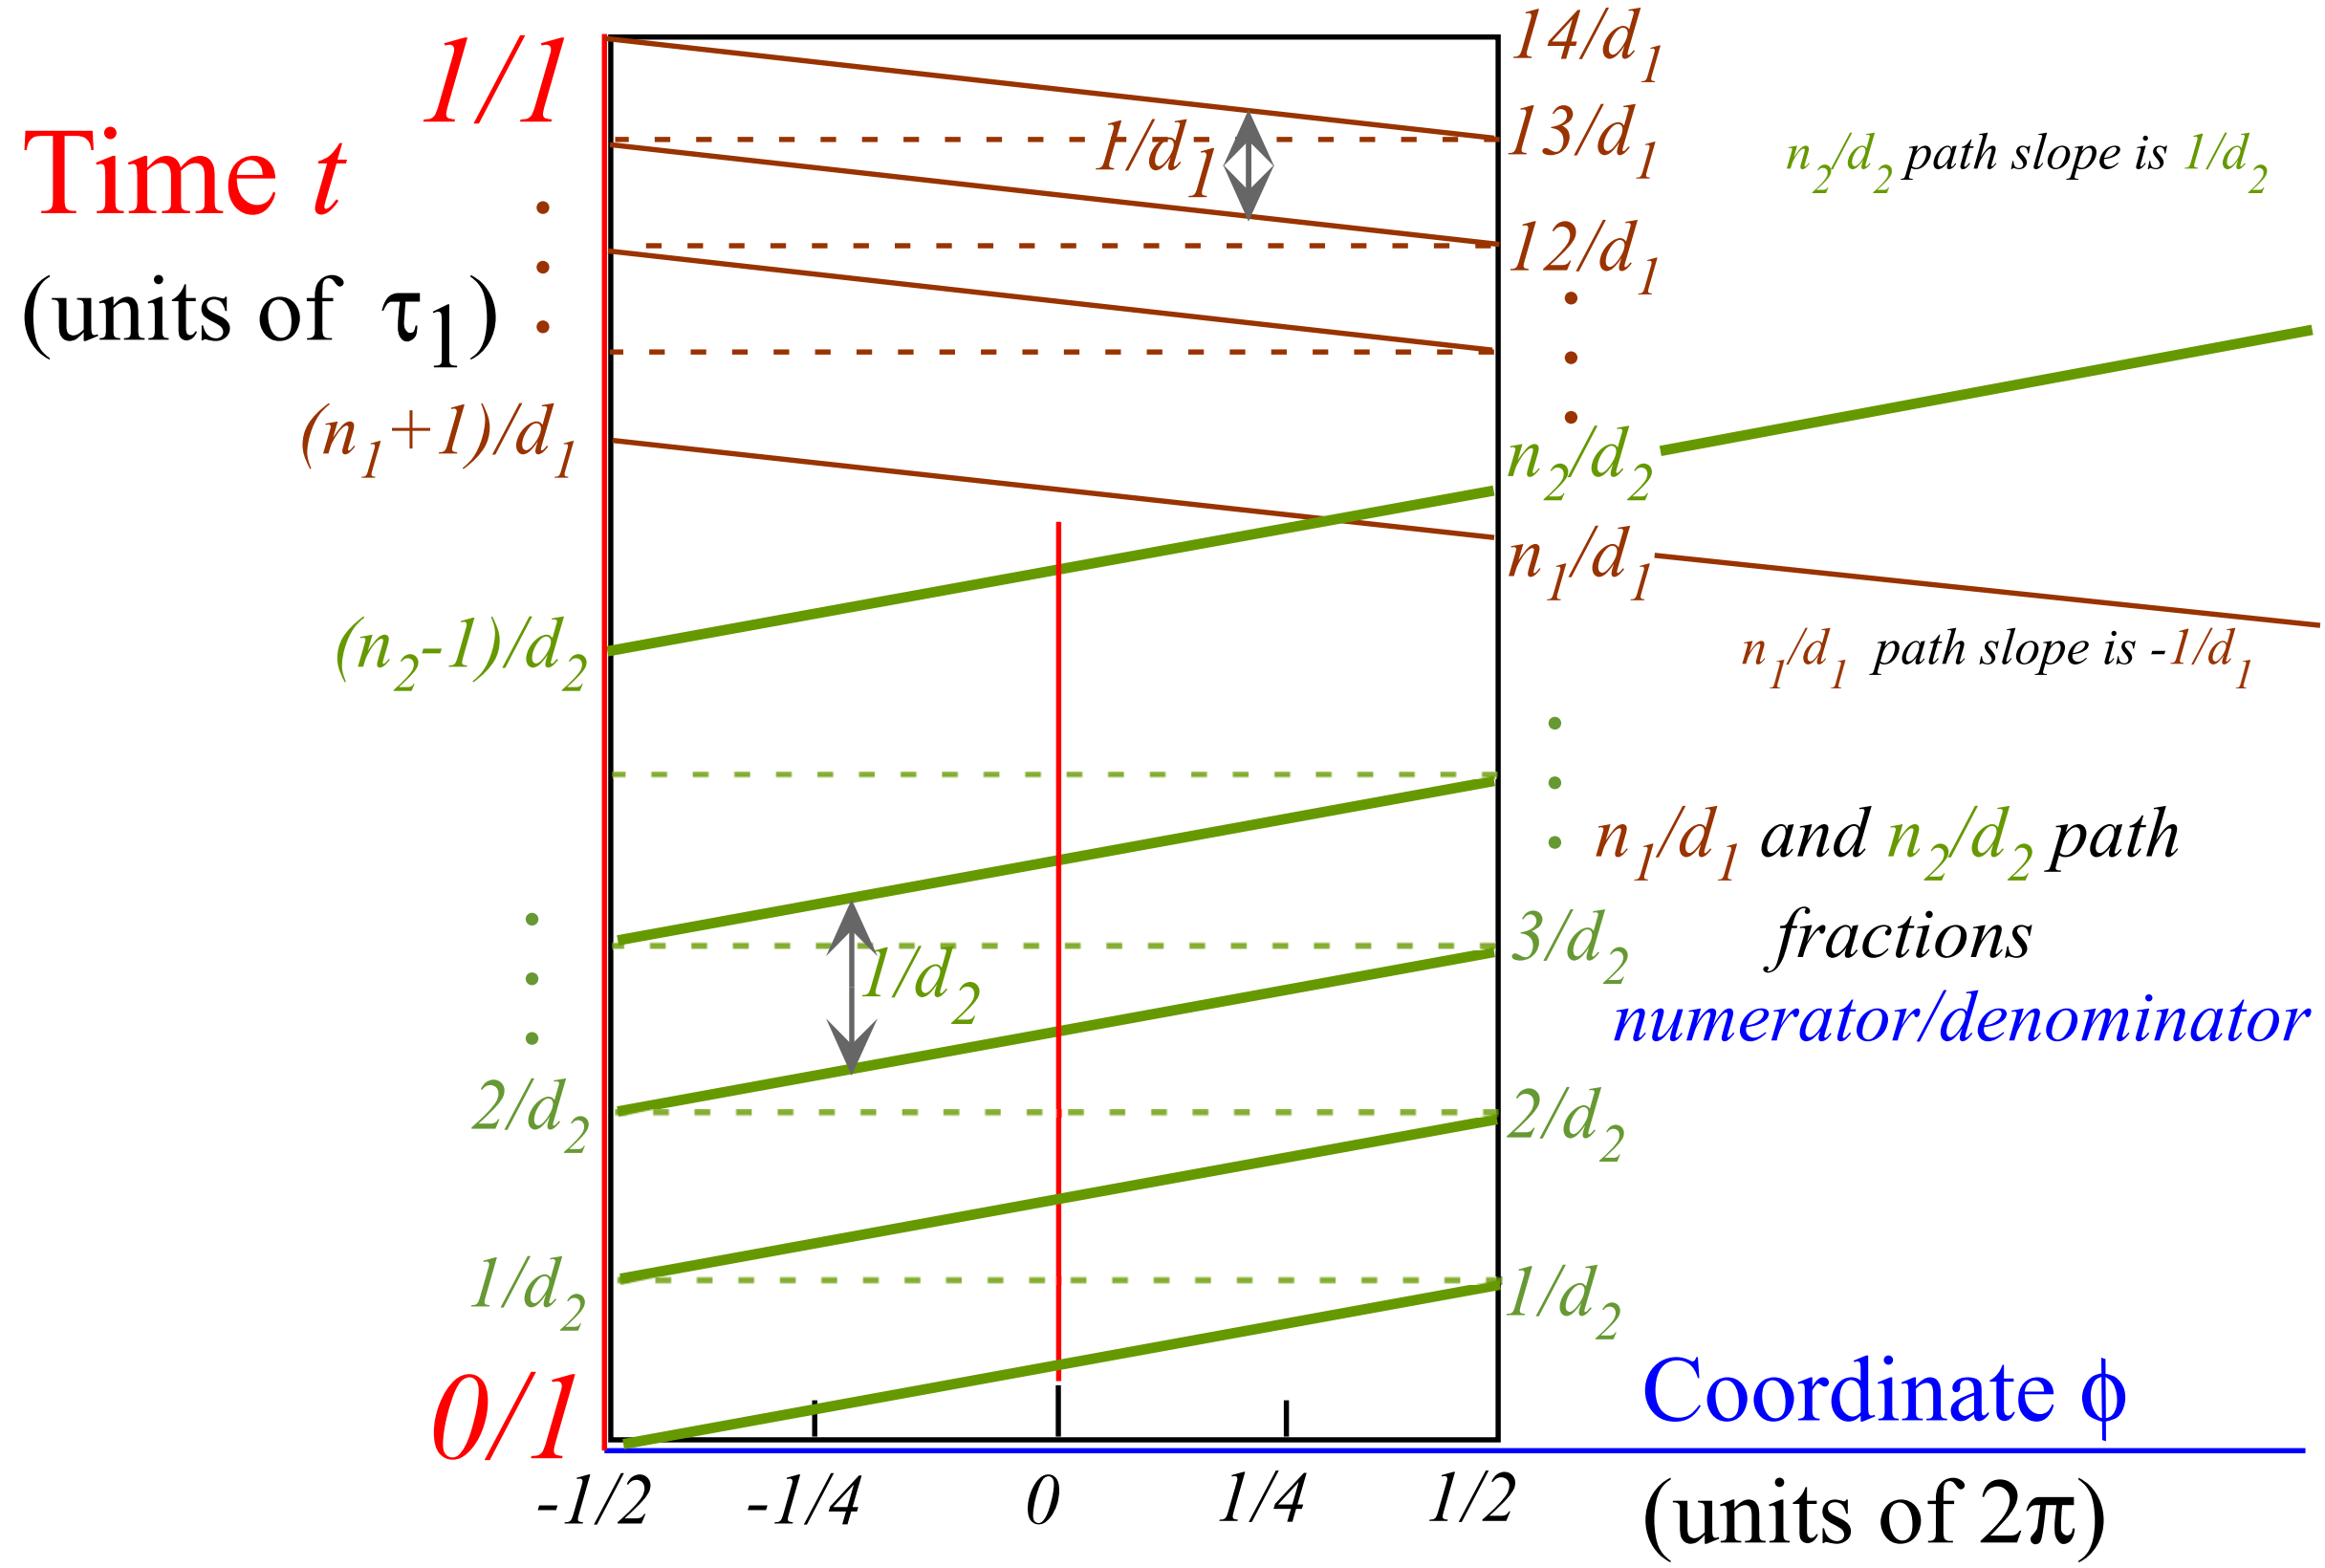 1/1
Time t
(units of τ1)
14/d1
13/d1
1/d1
n2/d2 path slope is 1/d2
12/d1
(n1+1)/d1
n2/d2
n1/d1
(n2-1)/d2
n1/d1 path slope is -1/d1
n1/d1 and n2/d2 path
fractions
numerator/denominator
3/d2
1/d2
2/d2
2/d2
1/d2
1/d2
0/1
Coordinate ϕ
(units of 2π)
-1/2
-1/4
0
1/4
1/2